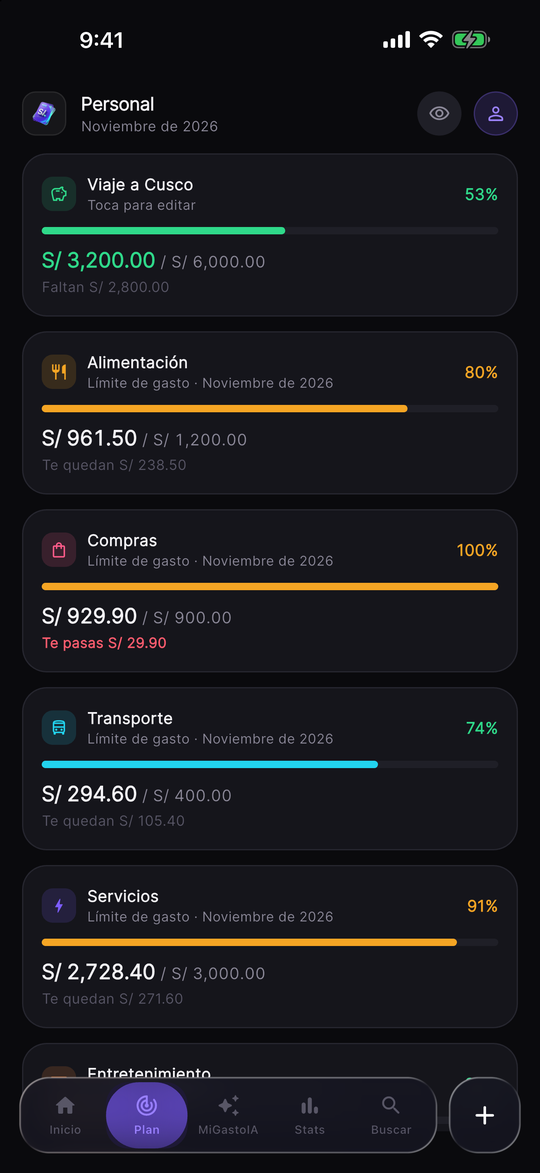 9:41
Personal
Noviembre de 2026
Viaje a Cusco
Toca para editar
53%
S/ 3,200.00 / S/ 6,000.00
Faltan S/ 2,800.00
Alimentación
Límite de gasto · Noviembre de 2026
80%
S/ 961.50 / S/ 1,200.00
Te quedan S/ 238.50
Compras
Límite de gasto · Noviembre de 2026
100%
S/ 929.90 / S/ 900.00
Te pasas S/ 29.90
Transporte
Límite de gasto · Noviembre de 2026
74%
S/ 294.60 / S/ 400.00
Te quedan S/ 105.40
Servicios
Límite de gasto · Noviembre de 2026
91%
S/ 2,728.40 / S/ 3,000.00
Te quedan S/ 271.60
Entretenimiento
Inicio
Plan
MiGastoIA
Stats
Buscar